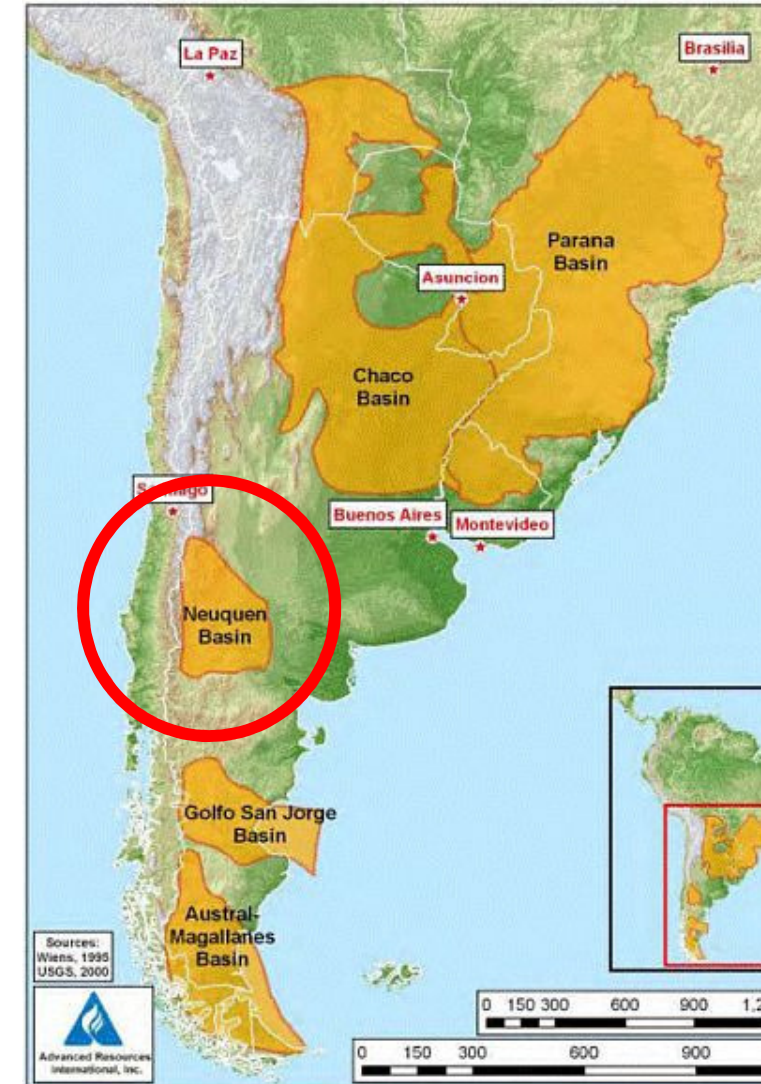 La Paz
Brasilia
Parana
Basin
Asuncion
Chaco
Basin
Buenos Aires
Montevideo
Neuquen
Basin
Golfo San Jorge
Basin
Austral-
Magallanes
Basin
Sources:
Wiens, 1995
USGS, 2000
Advanced Resources
International, Inc.
0 150 300 600 900 1,2
0 150 300 600 900